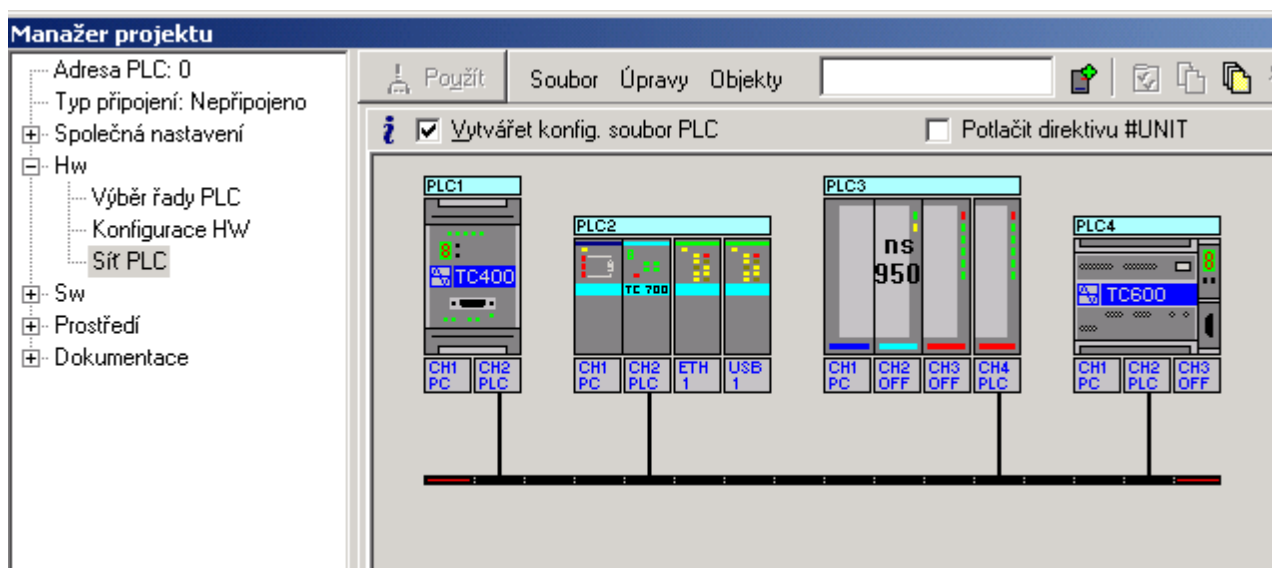 Manažer projektu
Adresa PLC: 0
Typ připojení: Nepřipojeno
Společná nastavení
Hw
Výběr řady PLC
Konfigurace HW
Síť PLC
Sw
Prostředí
Dokumentace
Použít Soubor Úpravy Objekty
Vytvářet konfig. soubor PLC Potlačit direktivu #UNIT
PLC1
8:
TC400
CH1 PC CH2 PLC
PLC2
TC 700
CH1 PC CH2 PLC ETH 1 USB 1
PLC3
ns
950
CH1 PC CH2 OFF CH3 OFF CH4 PLC
PLC4
8
TC600
CH1 PC CH2 PLC CH3 OFF